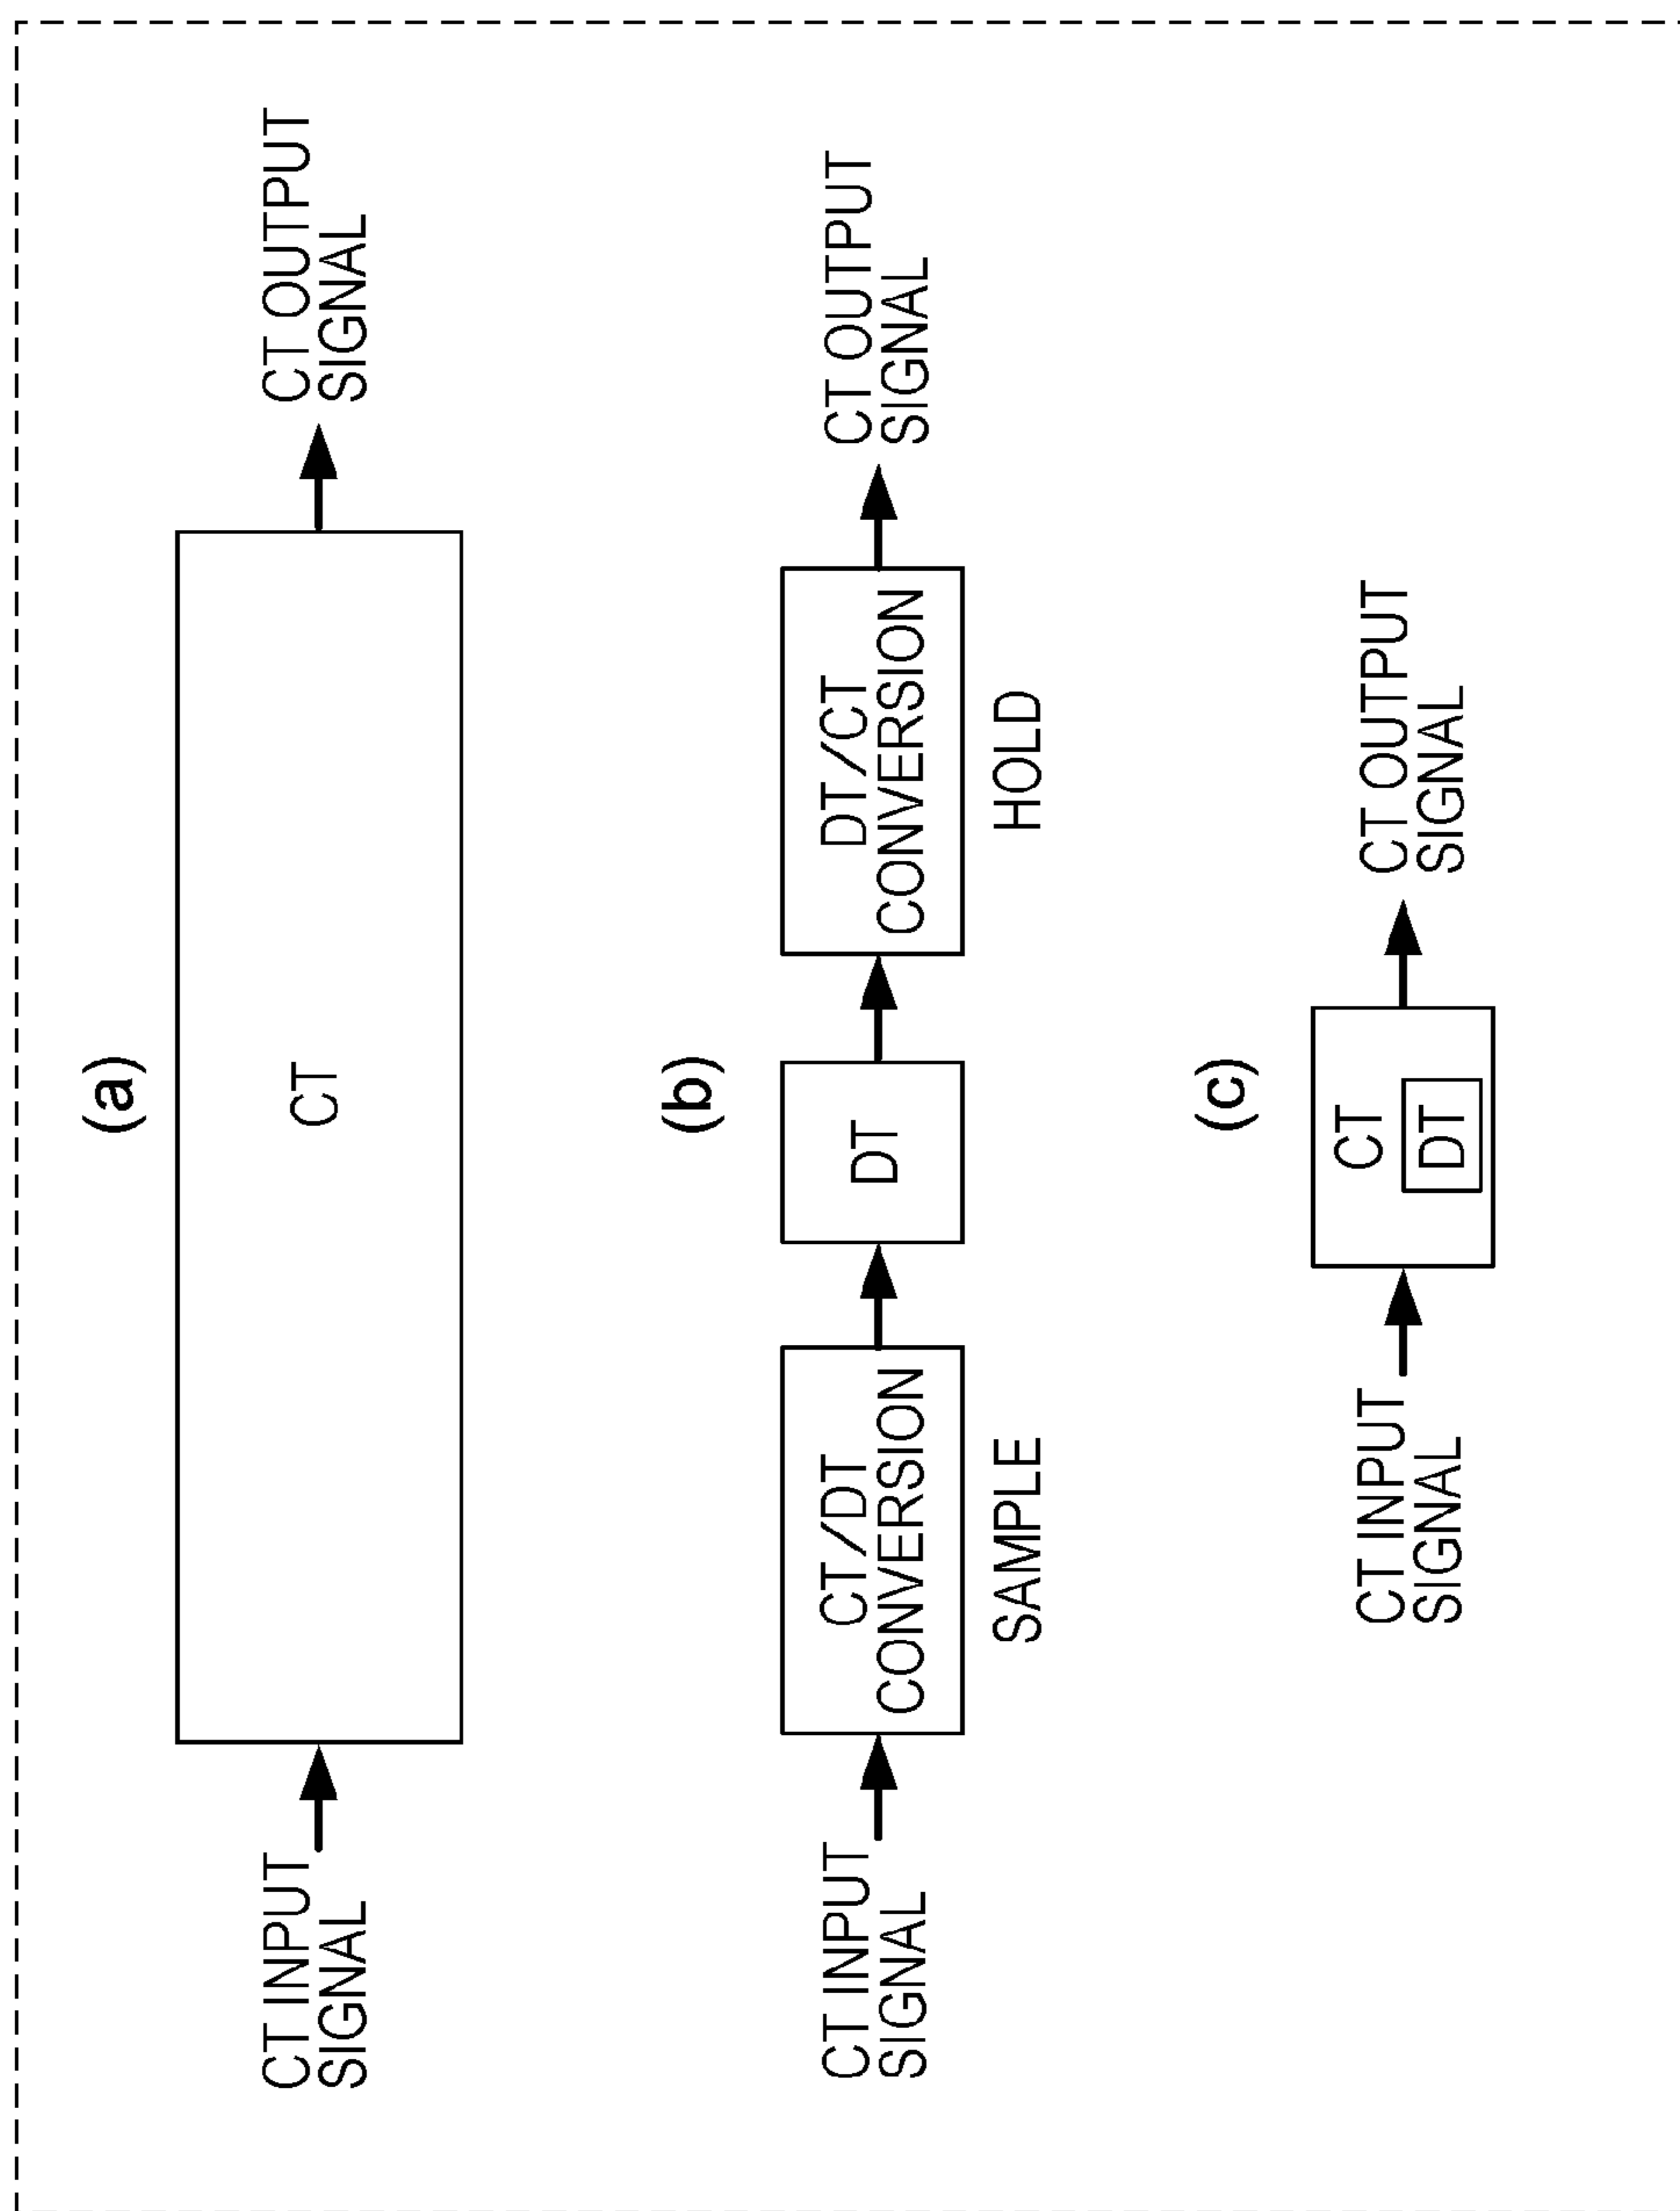 (a)
CT INPUT
SIGNAL
CT
CT OUTPUT
SIGNAL
(b)
CT INPUT
SIGNAL
CT/DT
CONVERSION
SAMPLE
DT
DT/CT
CONVERSION
HOLD
CT OUTPUT
SIGNAL
(c)
CT INPUT
SIGNAL
CT
DT
CT OUTPUT
SIGNAL